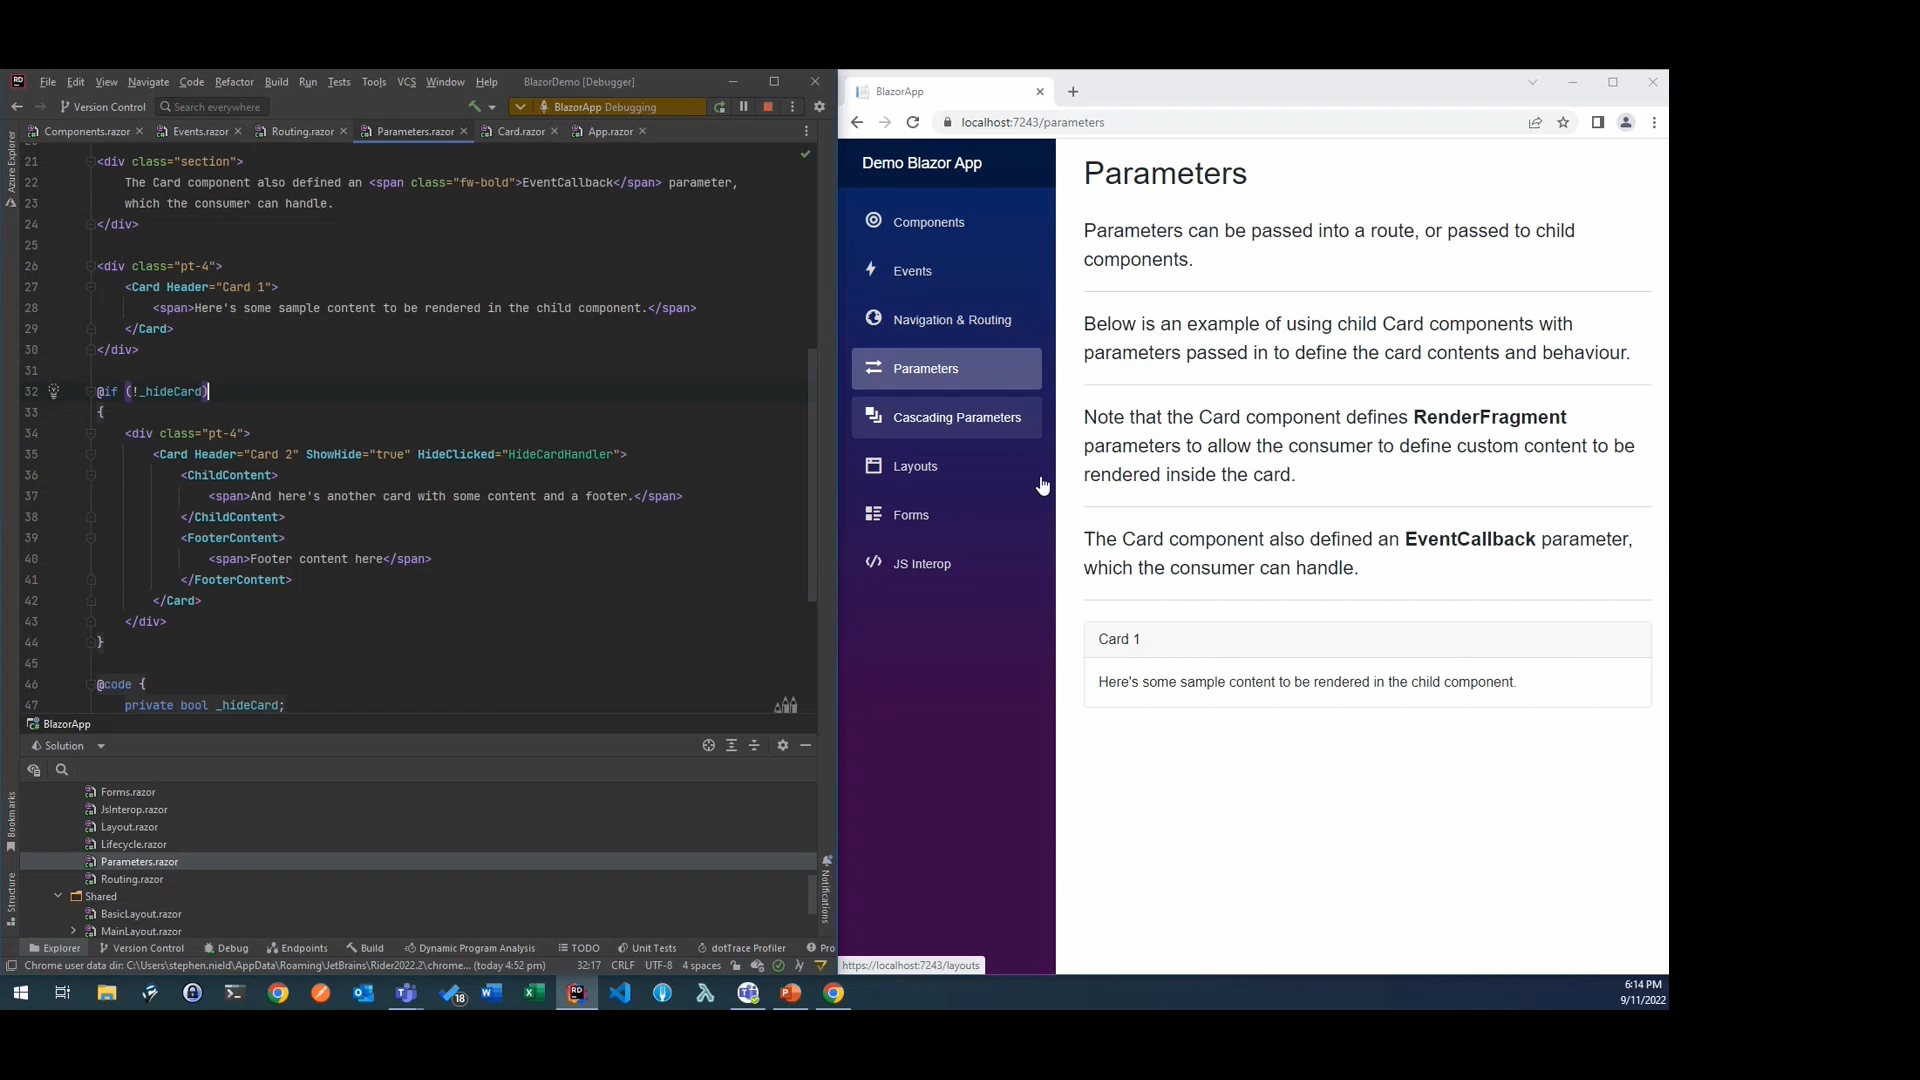 RD File Edit View Navigate Code Refactor Build Run Tests Tools VCS Window Help BlazorDemo [Debugger]
Version Control Search everywhere BlazorApp Debugging
Components.razor Events.razor Routing.razor Parameters.razor Card.razor App.razor
Azure Explorer
21 <div class="section">
22 The Card component also defined an <span class="fw-bold">EventCallback</span> parameter,
23 which the consumer can handle.
24 </div>
25
26 <div class="pt-4">
27 <Card Header="Card 1">
28 <span>Here's some sample content to be rendered in the child component.</span>
29 </Card>
30 </div>
31
32 @if (!_hideCard)
33 {
34 <div class="pt-4">
35 <Card Header="Card 2" ShowHide="true" HideClicked="HideCardHandler">
36 <ChildContent>
37 <span>And here's another card with some content and a footer.</span>
38 </ChildContent>
39 <FooterContent>
40 <span>Footer content here</span>
41 </FooterContent>
42 </Card>
43 </div>
44 }
45
46 @code {
47 private bool _hideCard;
BlazorApp
Solution
Forms.razor
JsInterop.razor
Layout.razor
Lifecycle.razor
Parameters.razor
Routing.razor
Shared
BasicLayout.razor
MainLayout.razor
Bookmarks
Structure
Notifications
Explorer Version Control Debug Endpoints Build Dynamic Program Analysis TODO Unit Tests dotTrace Profiler Pro
Chrome user data dir: C:\Users\stephen.nield\AppData\Roaming\JetBrains\Rider2022.2\chrome... (today 4:52 pm) 32:17 CRLF UTF-8 4 spaces
BlazorApp
localhost:7243/parameters
Demo Blazor App
Components
Events
Navigation & Routing
Parameters
Cascading Parameters
Layouts
Forms
JS Interop
https://localhost:7243/layouts
Parameters
Parameters can be passed into a route, or passed to child
components.
Below is an example of using child Card components with
parameters passed in to define the card contents and behaviour.
Note that the Card component defines RenderFragment
parameters to allow the consumer to define custom content to be
rendered inside the card.
The Card component also defined an EventCallback parameter,
which the consumer can handle.
Card 1
Here's some sample content to be rendered in the child component.
18
6:14 PM
9/11/2022